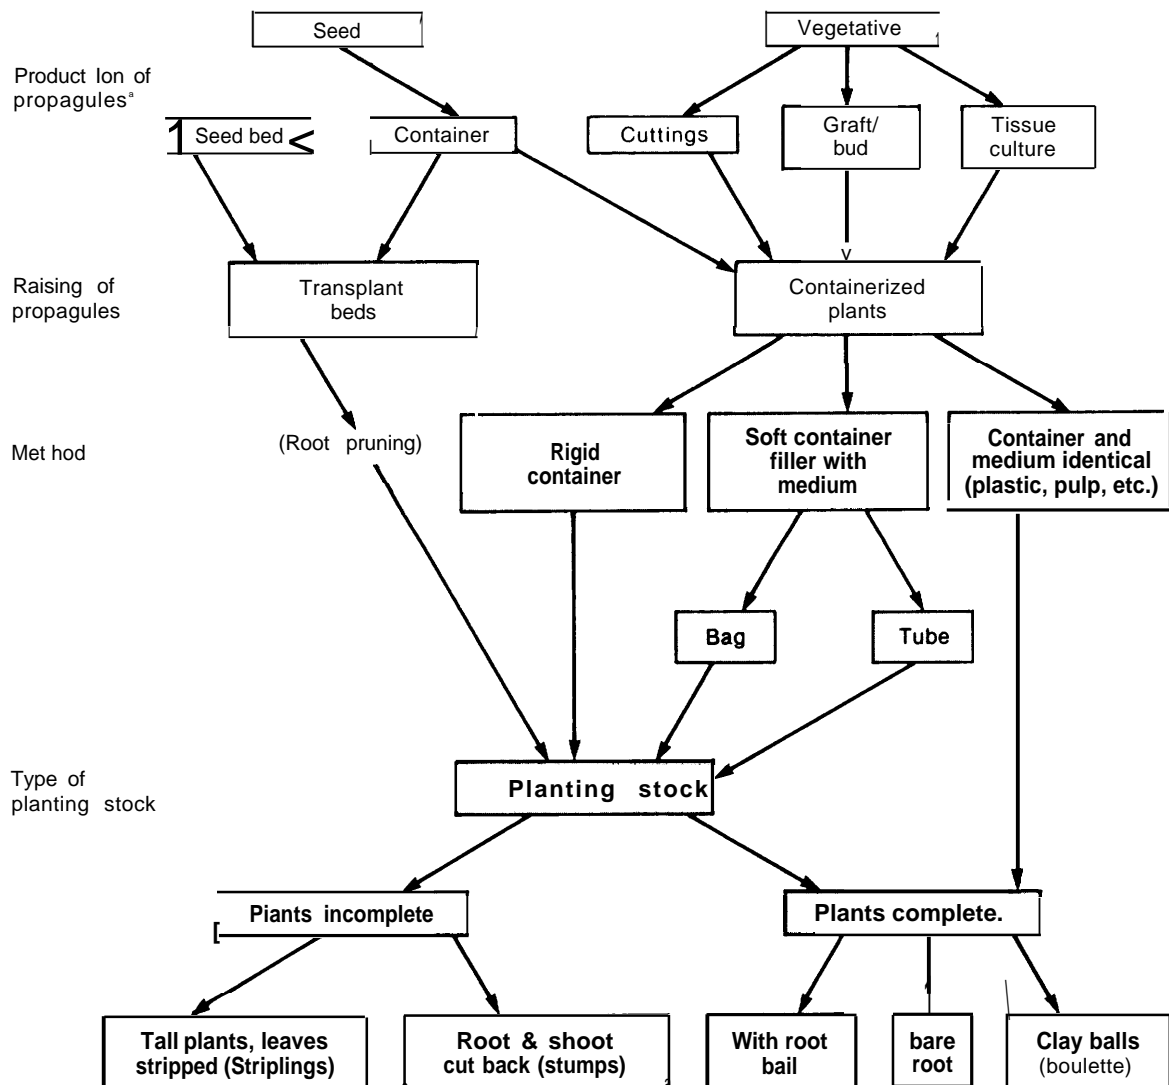 Seed
Vegetative
Product Ion of
propagules a
1 Seed bed <
Container
Cuttings
Graft/
bud
Tissue
culture
v
Raising of
propagules
Transplant
beds
Containerized
plants
Met hod
(Root pruning)
Rigid
container
Soft container
filler with
medium
Container and
medium identical
(plastic, pulp, etc.)
Bag
Tube
Type of
planting stock
Planting stock
Piants incomplete
Plants complete.
Tall plants, leaves
stripped (Striplings)
Root & shoot
cut back (stumps)
With root
bail
bare
root
Clay balls
(boulette)